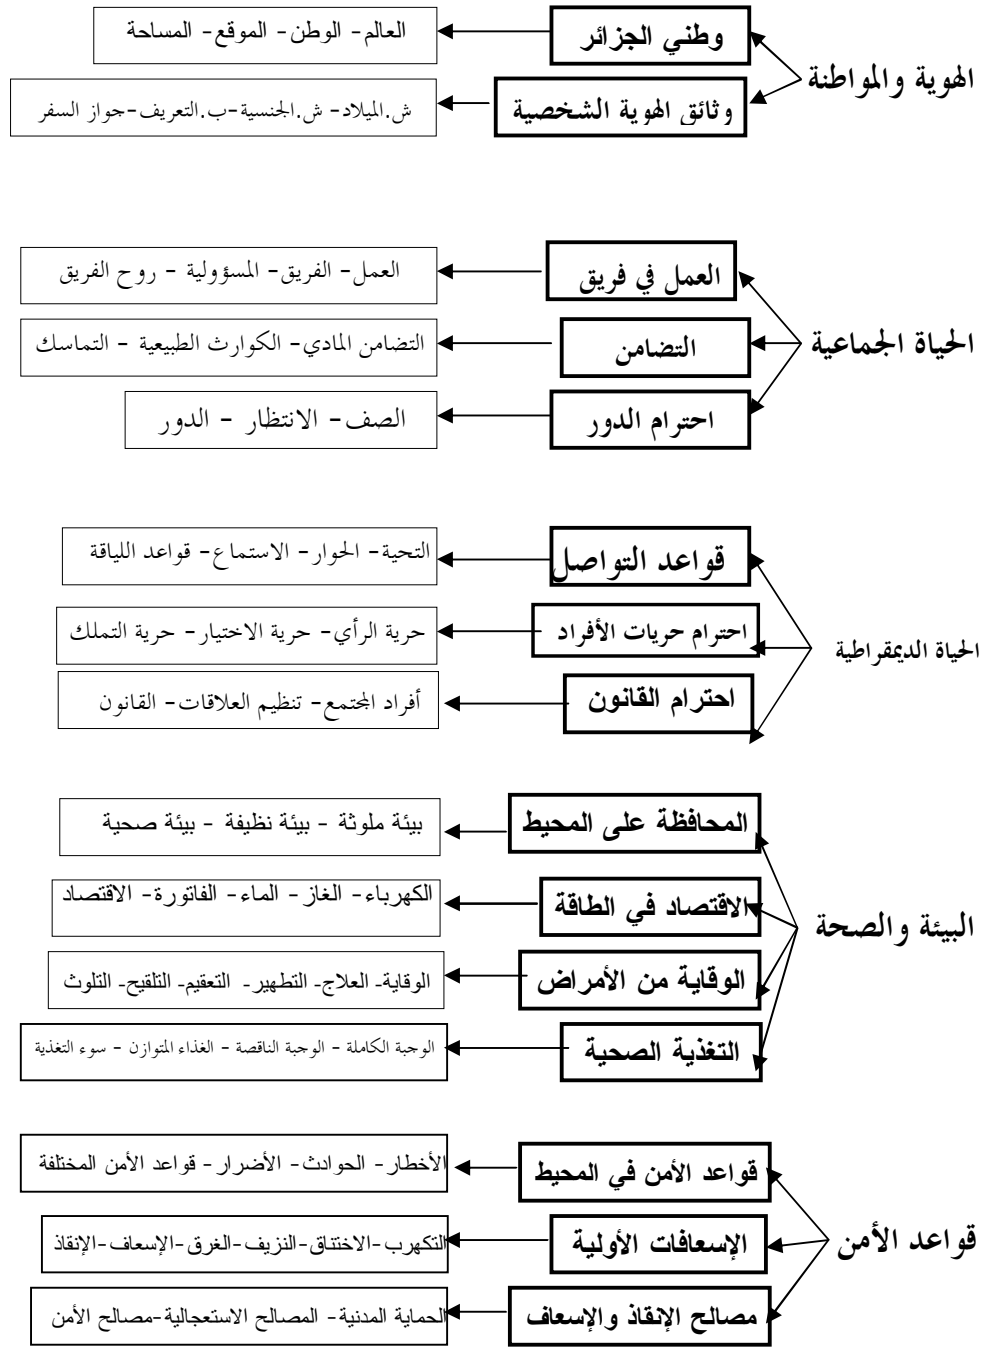 الهوية والمواطنة
وطني الجزائر
العالم- الوطن- الموقع- المساحة
وثائق الهوية الشخصية
ش.الميلاد- ش.الجنسية-ب.التعريف-جواز السفر
الحياة الجماعية
العمل في فريق
العمل- الفريق- المسؤولية - روح الفريق
التضامن
التضامن المادي- الكوارث الطبيعية - التماسك
احترام الدور
الصف- الانتظار - الدور
الحياة الديمقراطية
قواعد التواصل
التحية- الحوار- الاستماع- قواعد اللياقة
احترام حريات الأفراد
حرية الرأي- حرية الاختيار- حرية التملك
احترام القانون
أفراد المجتمع- تنظيم العلاقات- القانون
البيئة والصحة
المحافظة على المحيط
بيئة ملوثة - بيئة نظيفة - بيئة صحية
الاقتصاد في الطاقة
الكهرباء- الغاز- الماء- الفاتورة- الاقتصاد
الوقاية من الأمراض
الوقاية- العلاج- التطهير- التعقيم- التلقيح- التلوث
التغذية الصحية
الوجبة الكاملة - الوجبة الناقصة - الغذاء المتوازن - سوء التغذية
قواعد الأمن
قواعد الأمن في المحيط
الأخطار- الحوادث- الأضرار- قواعد الأمن المختلفة
الإسعافات الأولية
التكهرب-الاختناق-النزيف-الغرق-الإسعاف-الإنقاذ
مصالح الإنقاذ والإسعاف
الحماية المدنية- المصالح الاستعجالية-مصالح الأمن